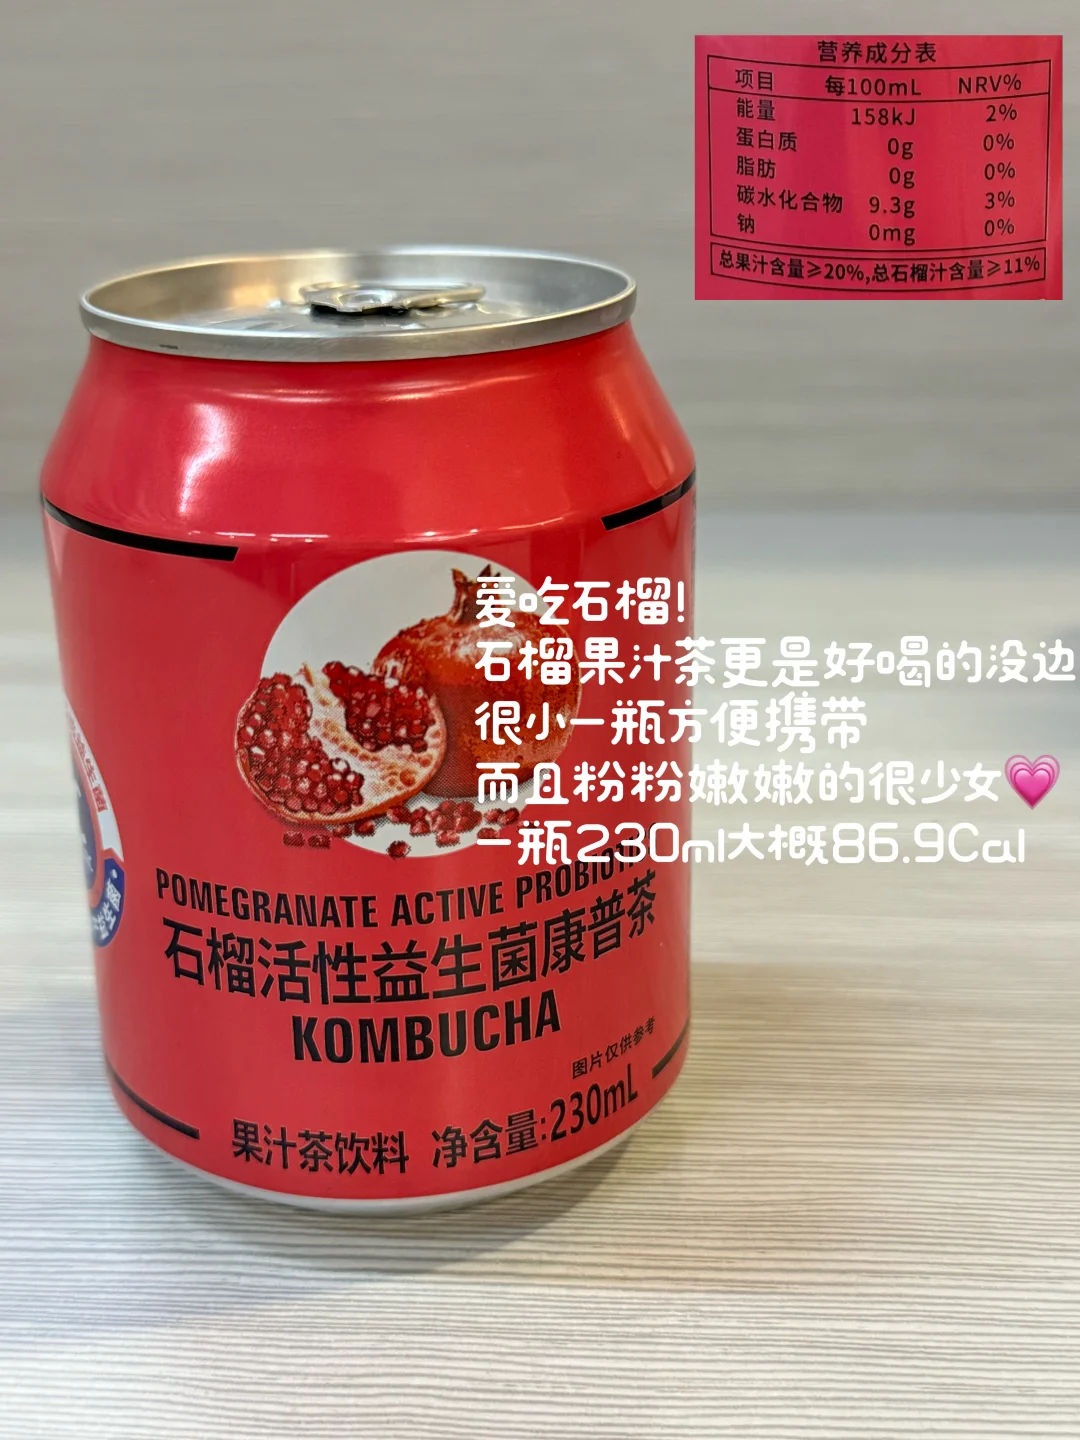 营养成分表
项目 每100mL NRV%
能量 158kJ 2%
蛋白质 0g 0%
脂肪 0g 0%
碳水化合物 9.3g 3%
钠 0mg 0%
总果汁含量≥20%,总石榴汁含量≥11%
爱吃石榴!
石榴果汁茶更是好喝的没边
很小一瓶方便携带
而且粉粉嫩嫩的很少女💗
一瓶230ml大概86.9Cal
POMEGRANATE ACTIVE PROBIOTIC
石榴活性益生菌康普茶
KOMBUCHA
图片仅供参考
果汁茶饮料 净含量:230mL